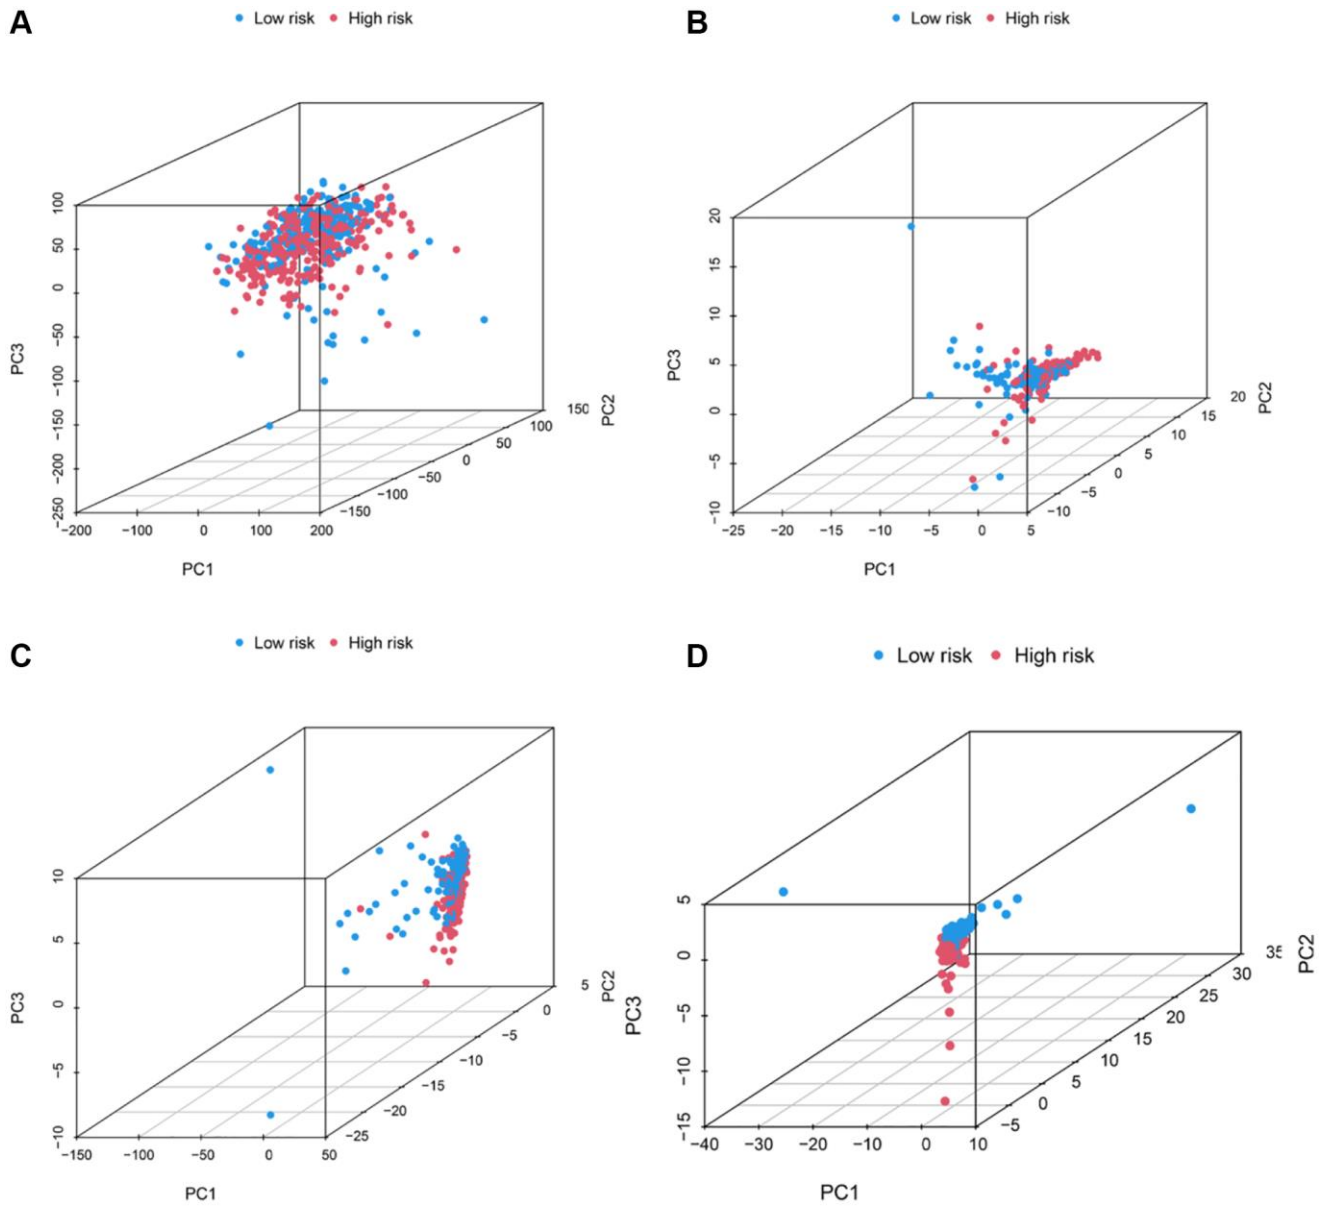 A
Low risk High risk
PC3
100
50
0
−50
−100
−150
−200
−250
−200 −100 0 100 200
PC1
−150 −100 −50 0 50 100 150
PC2
B
Low risk High risk
PC3
20
15
10
5
0
−5
−10
−25 −20 −15 −10 −5 0 5
PC1
−10 −5 0 5 10 15 20
PC2
C
Low risk High risk
PC3
10
5
0
−5
−10
−150 −100 −50 0 50
PC1
−25 −20 −15 −10 −5 0 5
PC2
D
Low risk High risk
PC3
5
0
−5
−10
−15
−40 −30 −20 −10 0 10
PC1
−5 0 5 10 15 20 25 30 35
PC2